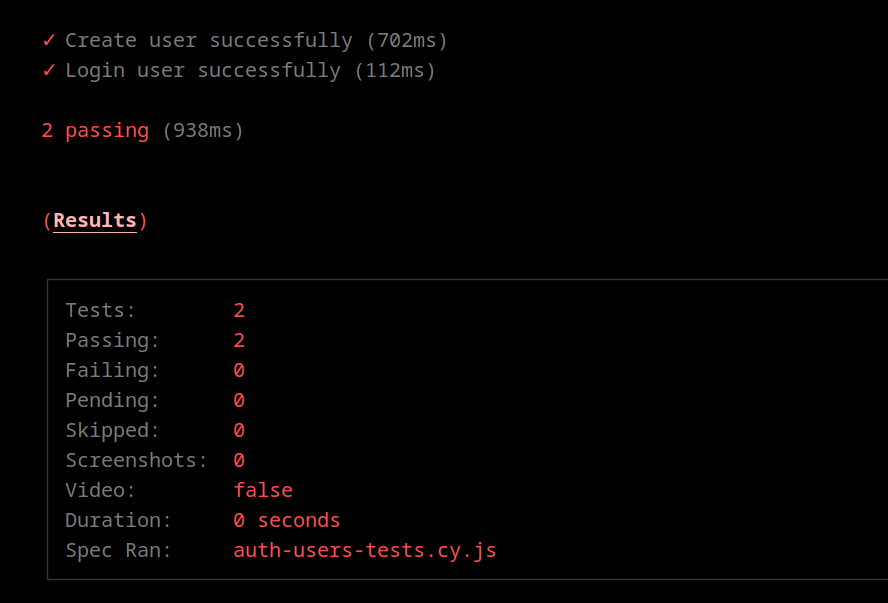 ✓ Create user successfully (702ms)
✓ Login user successfully (112ms)
2 passing (938ms)
(Results)
Tests: 2
Passing: 2
Failing: 0
Pending: 0
Skipped: 0
Screenshots: 0
Video: false
Duration: 0 seconds
Spec Ran: auth-users-tests.cy.js